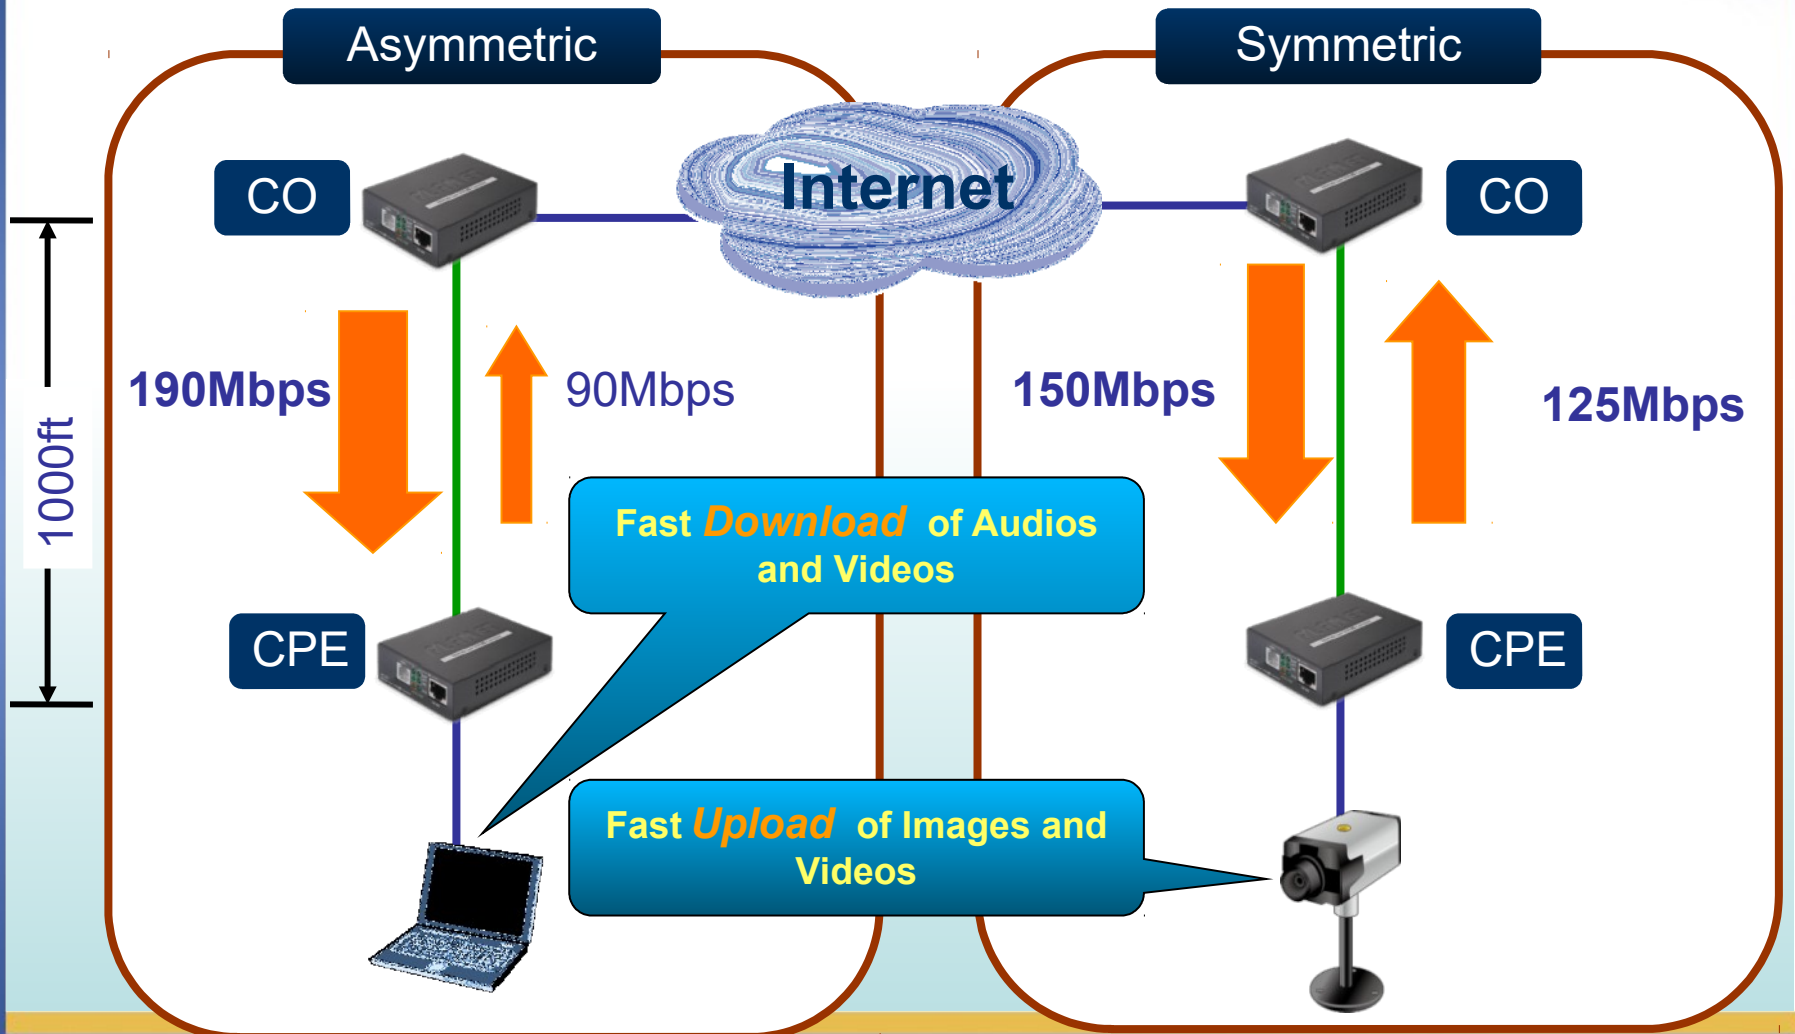 Asymmetric
Symmetric
CO
Internet
CO
190Mbps
90Mbps
150Mbps
125Mbps
1000ft
Fast Download of Audios
and Videos
CPE
CPE
Fast Upload of Images and
Videos